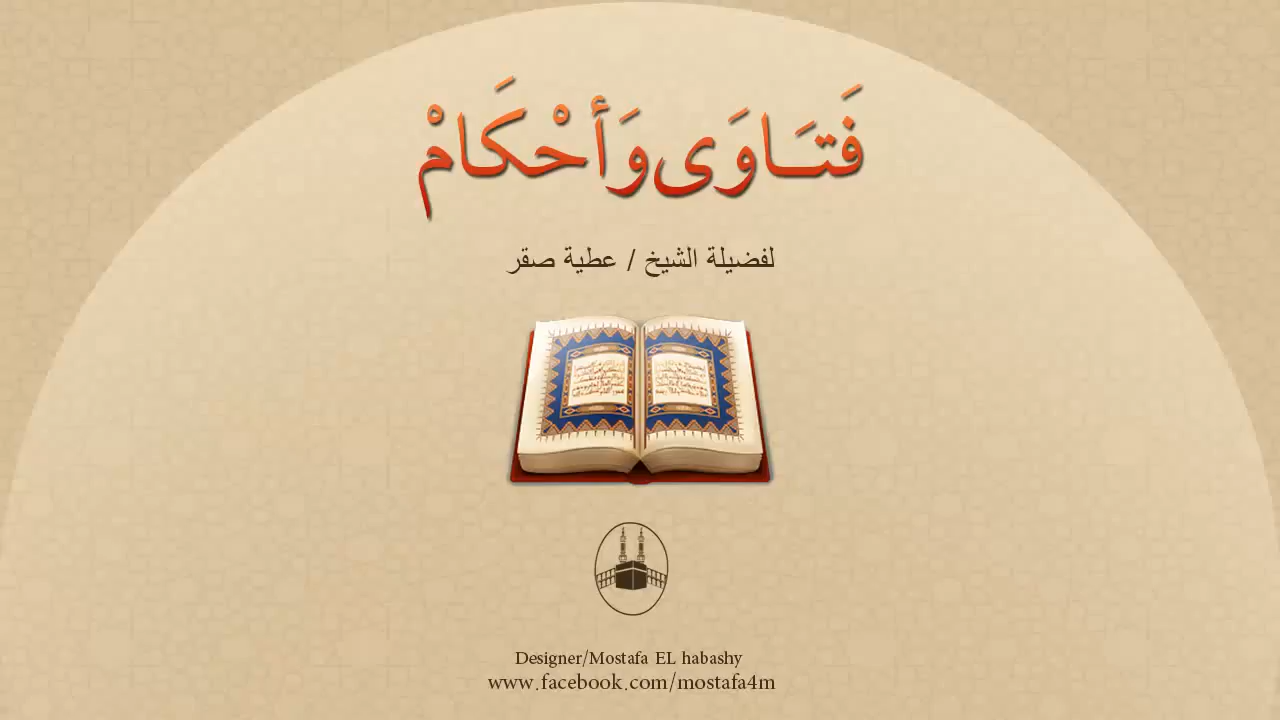 فَتَاوَى وَأَحْكَامْ
لفضيلة الشيخ / عطية صقر
Designer/Mostafa EL habashy
www.facebook.com/mostafa4m